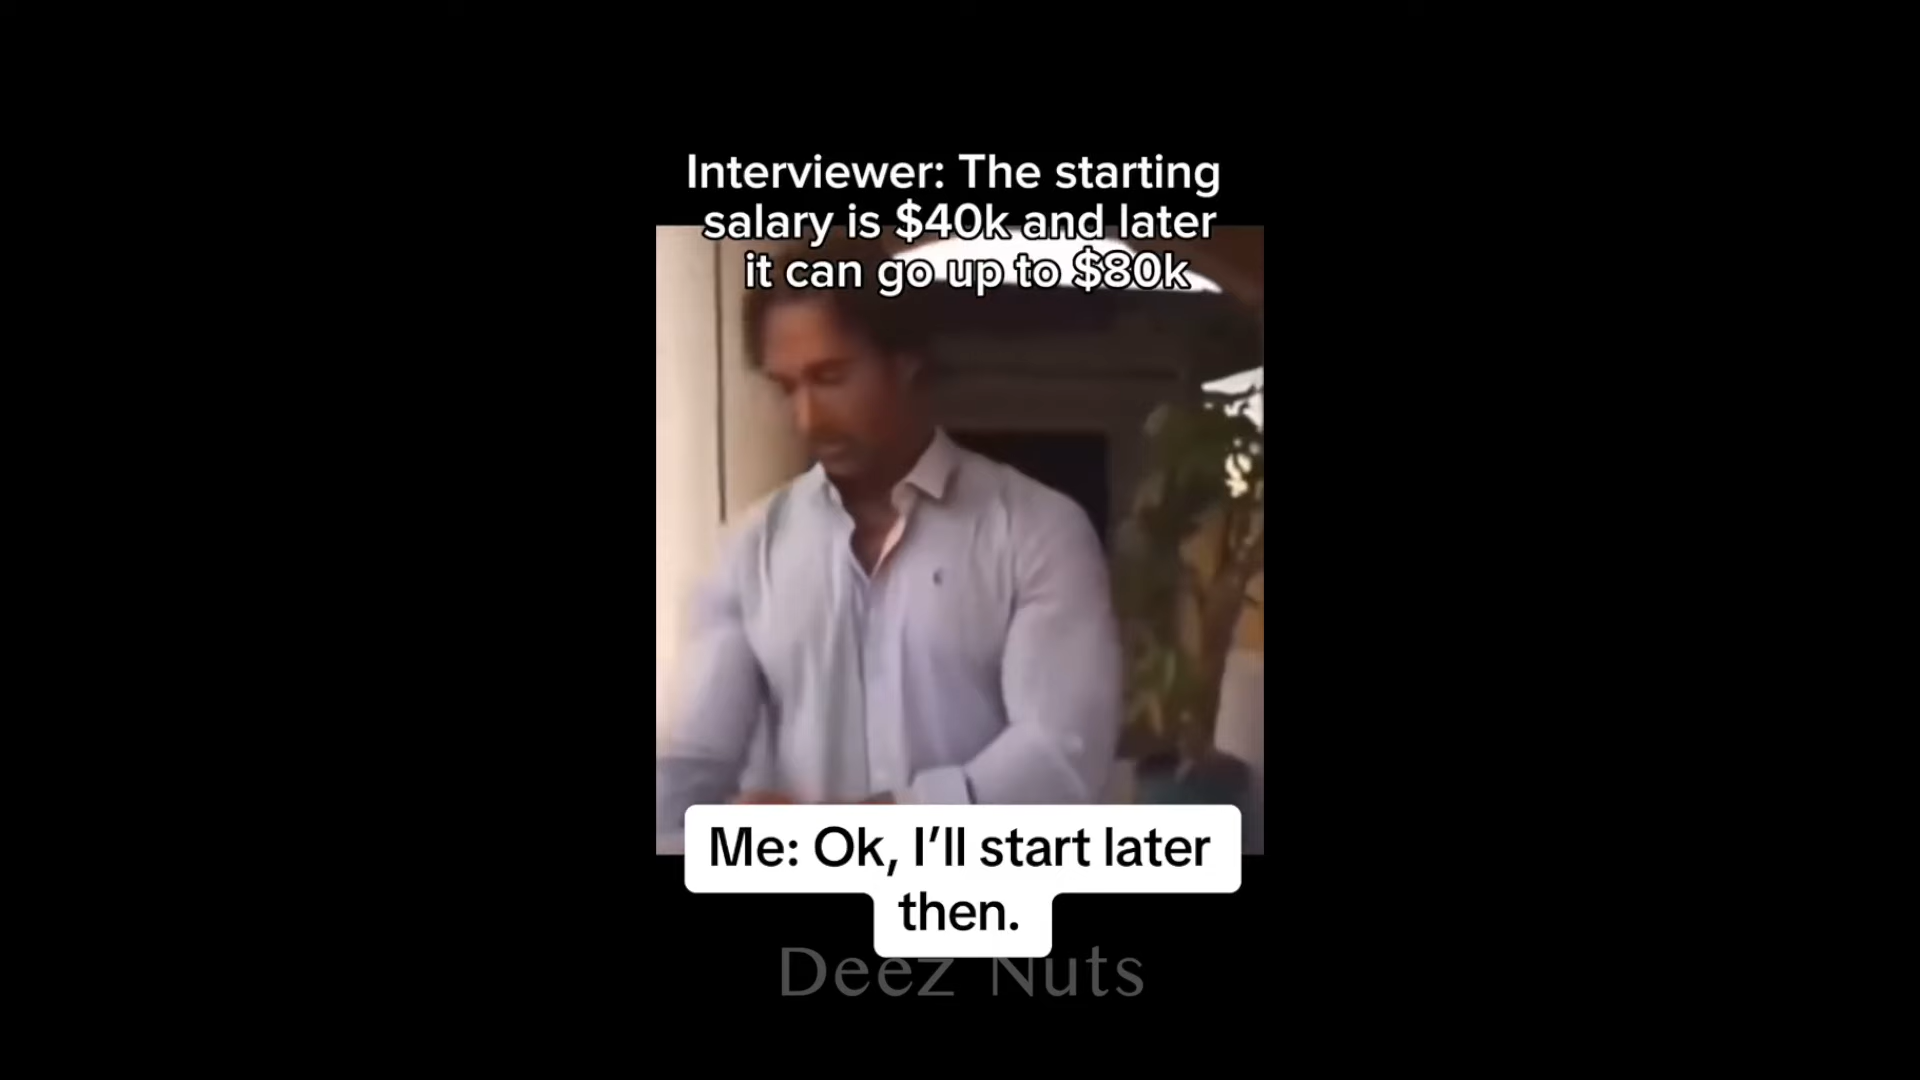 Interviewer: The starting
salary is $40k and later
it can go up to $80k
Me: Ok, I’ll start later
then.
Deez Nuts